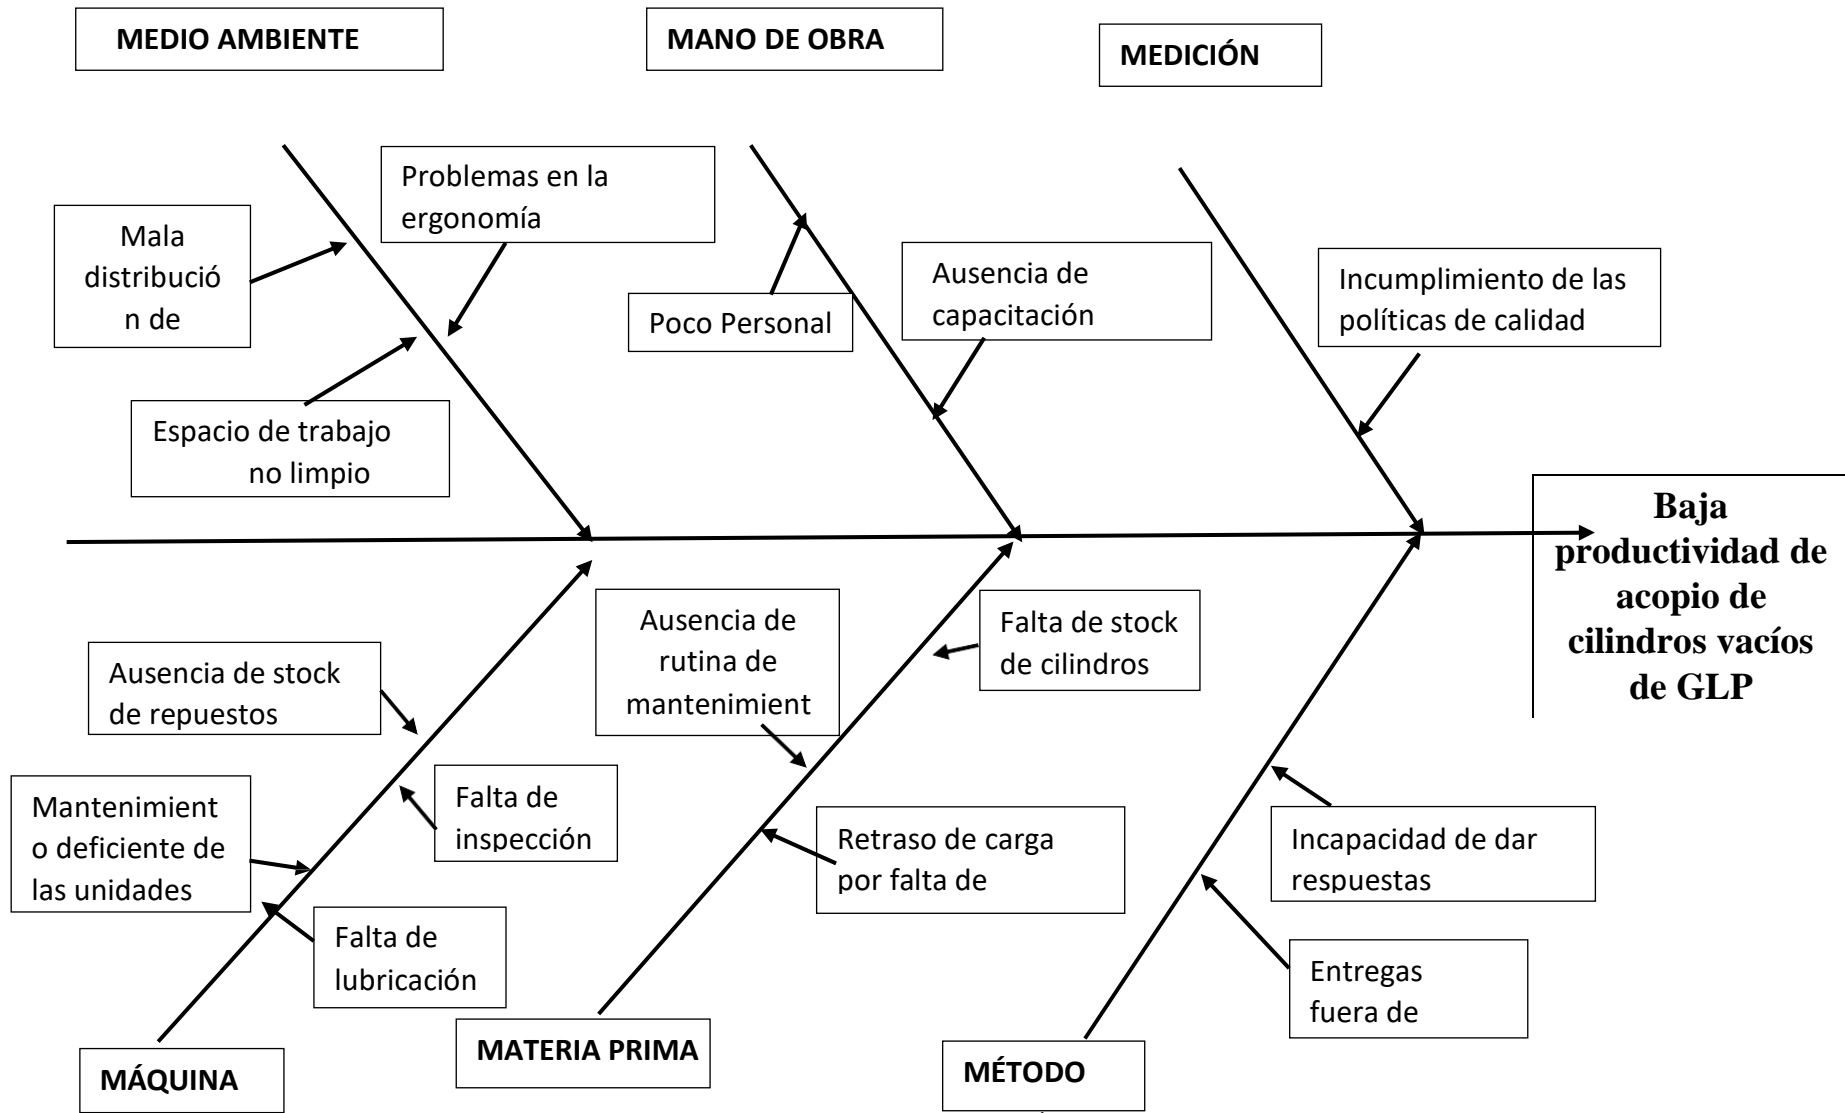 MEDIO AMBIENTE
MANO DE OBRA
MEDICIÓN
Problemas en la
ergonomía
Mala
distribució
n de
Espacio de trabajo
no limpio
Poco Personal
Ausencia de
capacitación
Incumplimiento de las
políticas de calidad
Baja
productividad de
acopio de
cilindros vacíos
de GLP
Ausencia de stock
de repuestos
Mantenimient
o deficiente de
las unidades
Falta de
inspección
Falta de
lubricación
Ausencia de
rutina de
mantenimient
Falta de stock
de cilindros
Retraso de carga
por falta de
Incapacidad de dar
respuestas
Entregas
fuera de
MÁQUINA
MATERIA PRIMA
MÉTODO